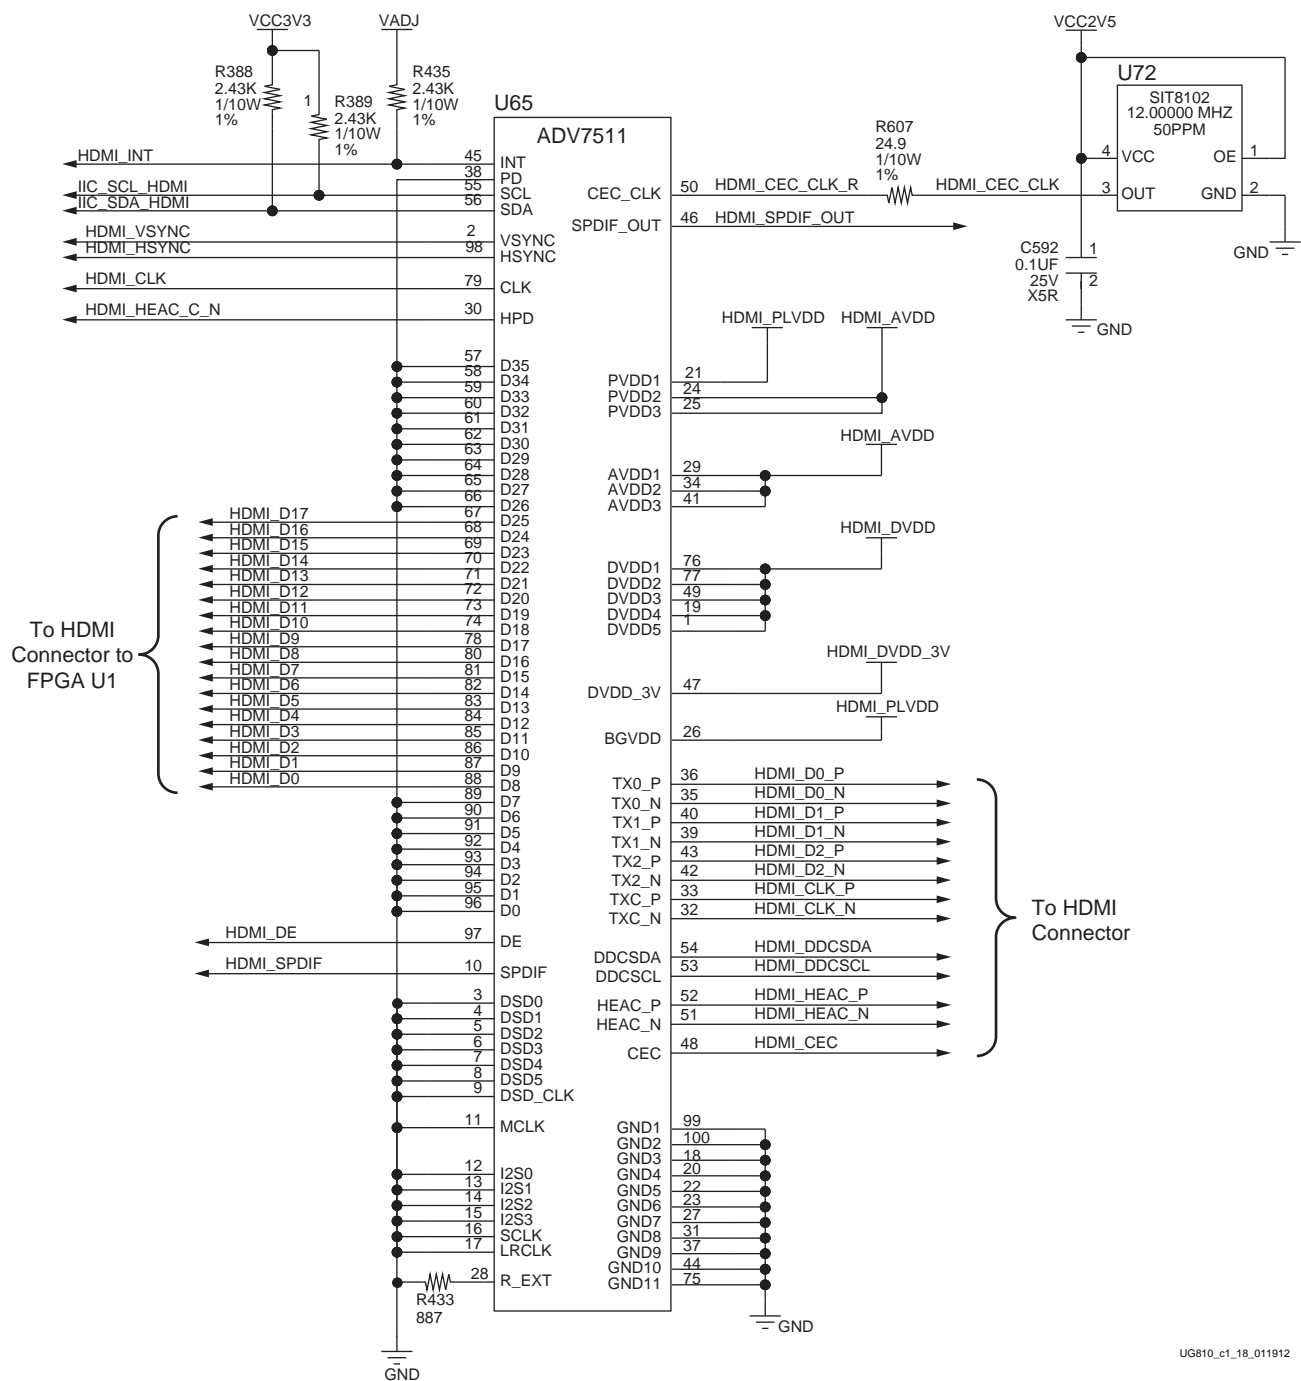 VCC3V3
VADJ
VCC2V5
R388
2.43K
1/10W
1%
1
R389
2.43K
1/10W
1%
R435
2.43K
1/10W
1%
U65
ADV7511
U72
SIT8102
12.00000 MHZ
50PPM
4 VCC
OE 1
3 OUT
GND 2
GND
R607
24.9
1/10W
1%
C592
0.1UF
25V
X5R
1
2
GND
HDMI_INT 45 INT
38 PD
IIC_SCL_HDMI 55 SCL
IIC_SDA_HDMI 56 SDA
HDMI_VSYNC 2 VSYNC
HDMI_HSYNC 98 HSYNC
HDMI_CLK 79 CLK
HDMI_HEAC_C_N 30 HPD
57 D35
58 D34
59 D33
60 D32
61 D31
62 D30
63 D29
64 D28
65 D27
66 D26
HDMI_D17 67 D25
HDMI_D16 68 D24
HDMI_D15 69 D23
HDMI_D14 70 D22
HDMI_D13 71 D21
HDMI_D12 72 D20
HDMI_D11 73 D19
HDMI_D10 74 D18
HDMI_D9 78 D17
HDMI_D8 80 D16
HDMI_D7 81 D15
HDMI_D6 82 D14
HDMI_D5 83 D13
HDMI_D4 84 D12
HDMI_D3 85 D11
HDMI_D2 86 D10
HDMI_D1 87 D9
HDMI_D0 88 D8
To HDMI
Connector to
FPGA U1
89 D7
90 D6
91 D5
92 D4
93 D3
94 D2
95 D1
96 D0
HDMI_DE 97 DE
HDMI_SPDIF 10 SPDIF
3 DSD0
4 DSD1
5 DSD2
6 DSD3
7 DSD4
8 DSD5
9 DSD_CLK
11 MCLK
12 I2S0
13 I2S1
14 I2S2
15 I2S3
16 SCLK
17 LRCLK
28 R_EXT
R433
887
GND
CEC_CLK 50 HDMI_CEC_CLK_R HDMI_CEC_CLK
SPDIF_OUT 46 HDMI_SPDIF_OUT
HDMI_PLVDD
HDMI_AVDD
PVDD1 21
PVDD2 24
PVDD3 25
HDMI_AVDD
AVDD1 29
AVDD2 34
AVDD3 41
HDMI_DVDD
DVDD1 76
DVDD2 77
DVDD3 49
DVDD4 19
DVDD5 1
HDMI_DVDD_3V
DVDD_3V 47
HDMI_PLVDD
BGVDD 26
TX0_P 36 HDMI_D0_P
TX0_N 35 HDMI_D0_N
TX1_P 40 HDMI_D1_P
TX1_N 39 HDMI_D1_N
TX2_P 43 HDMI_D2_P
TX2_N 42 HDMI_D2_N
TXC_P 33 HDMI_CLK_P
TXC_N 32 HDMI_CLK_N
DDCSDA 54 HDMI_DDCSDA
DDCSCL 53 HDMI_DDCSCL
HEAC_P 52 HDMI_HEAC_P
HEAC_N 51 HDMI_HEAC_N
CEC 48 HDMI_CEC
To HDMI
Connector
GND1 99
GND2 100
GND3 18
GND4 20
GND5 22
GND6 23
GND7 27
GND8 31
GND9 37
GND10 44
GND11 75
GND
UG810_c1_18_011912